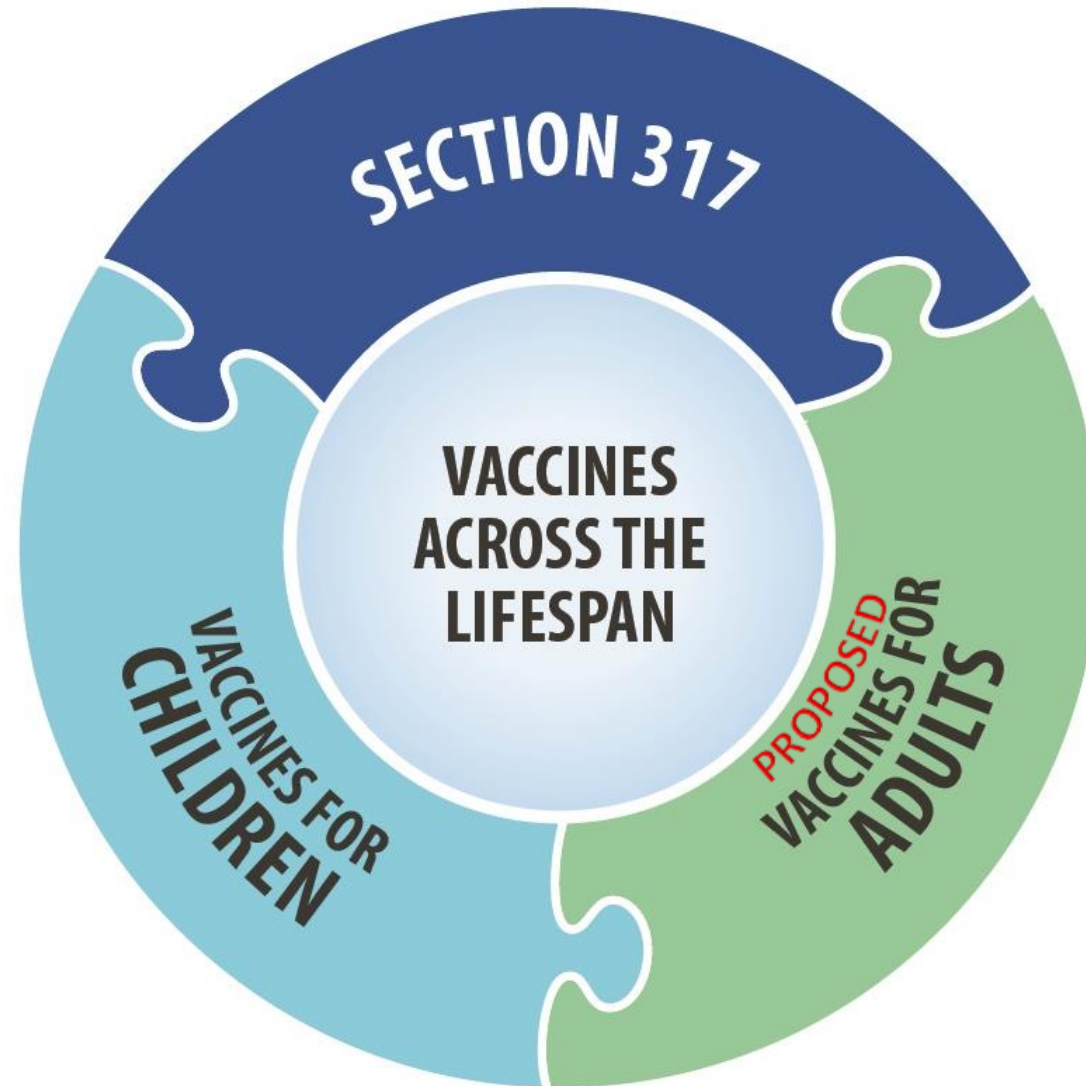 SECTION 317
VACCINES
ACROSS THE
LIFESPAN
VACCINES FOR
CHILDREN
PROPOSED
VACCINES FOR
ADULTS